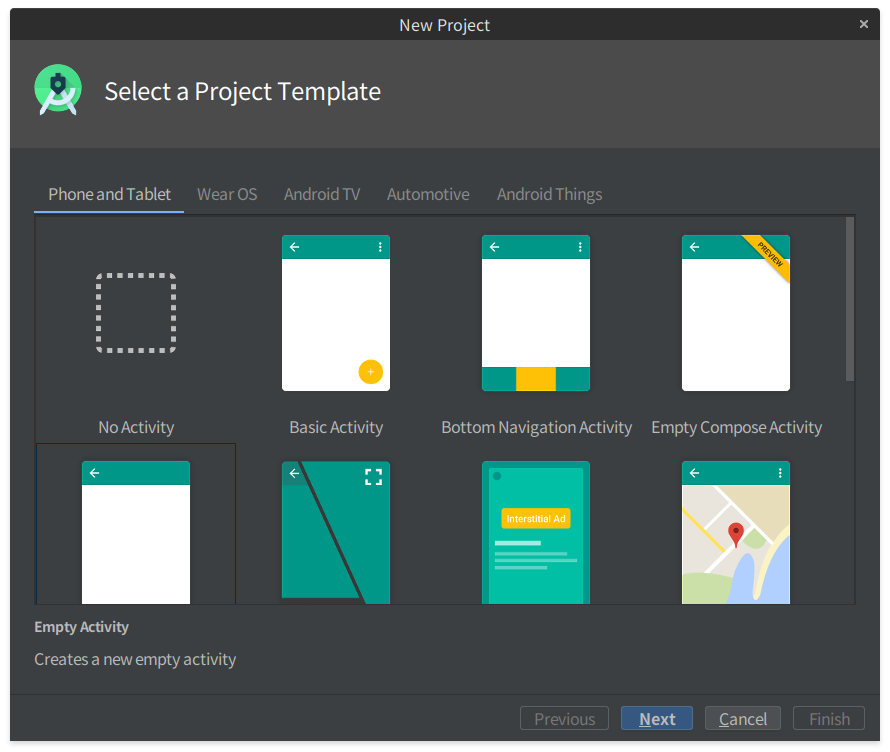 New Project
Select a Project Template
Phone and Tablet Wear OS Android TV Automotive Android Things
PREVIEW
No Activity Basic Activity Bottom Navigation Activity Empty Compose Activity
Interstitial Ad
Empty Activity
Creates a new empty activity
Previous Next Cancel Finish